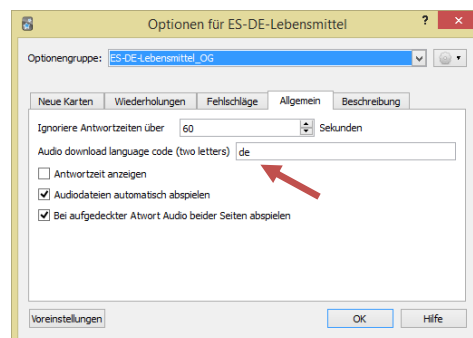 Optionen für ES-DE-Lebensmittel ?
Optionengruppe: ES-DE-Lebensmittel_OG
Neue Karten Wiederholungen Fehlschläge Allgemein Beschreibung
Ignoriere Antwortzeiten über 60 Sekunden
Audio download language code (two letters) de
Antwortzeit anzeigen
Audiodateien automatisch abspielen
Bei aufgedeckter Atwort Audio beider Seiten abspielen
Voreinstellungen OK Hilfe